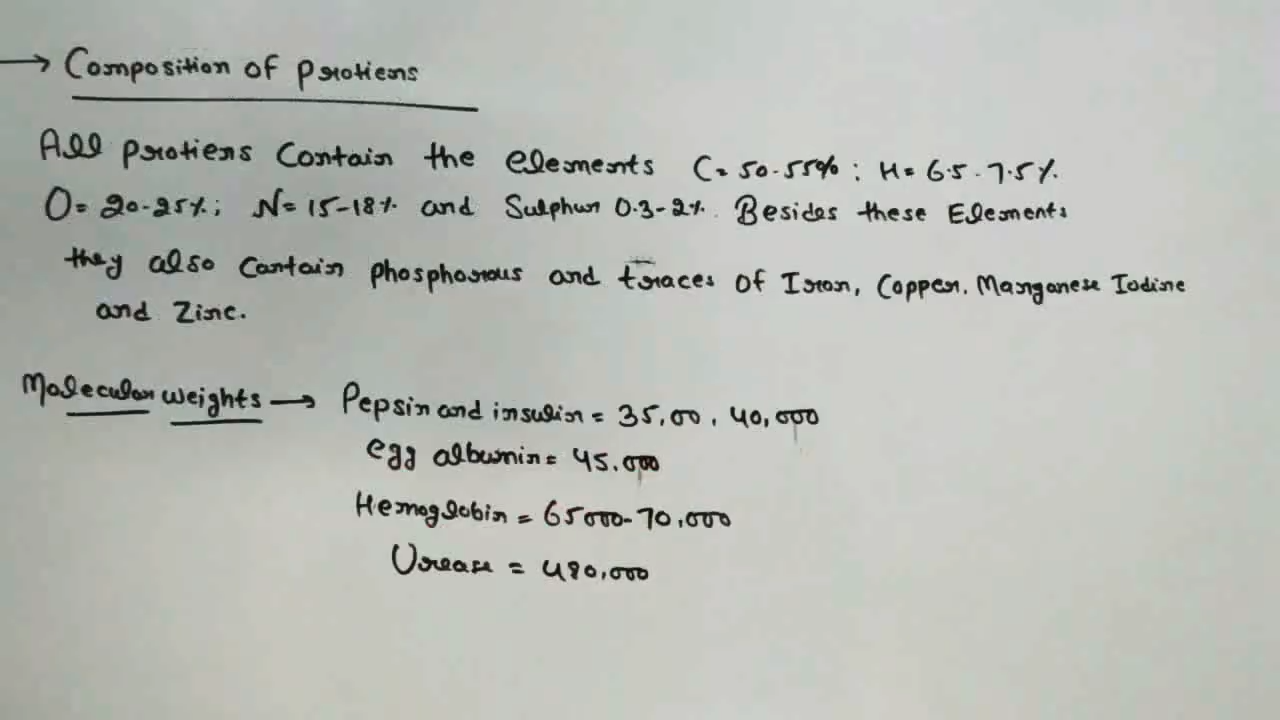 → Composition of protiens
All protiens contain the elements C= 50-55% : H= 6.5-7.5%.
O= 20-25%; N= 15-18% and Sulphur 0.3-2%. Besides these Elements
they also contain phosphorous and traces of Iron, Copper. Manganese Iodine
and Zinc.
Molecular weights → Pepsin and insulin = 35,00, 40,000
egg albumin = 45.000
Hemoglobin = 65000-70,000
Urease = 480,000